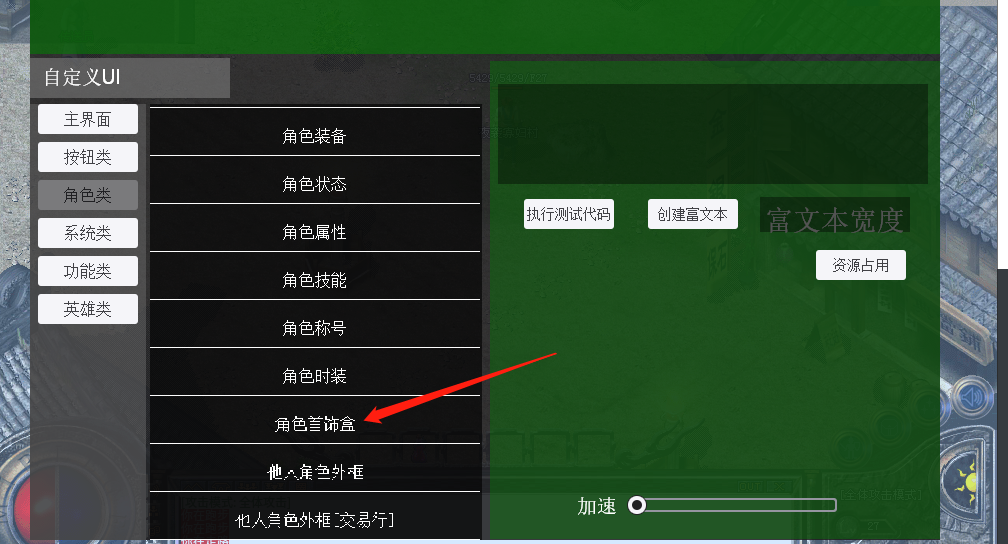 自定义UI
主界面
按钮类
角色类
系统类
功能类
英雄类
角色装备
角色状态
角色属性
角色技能
角色称号
角色时装
角色首饰盒
他人角色外框
他人角色外框[交易行]
执行测试代码
创建富文本
富文本宽度
资源占用
加速